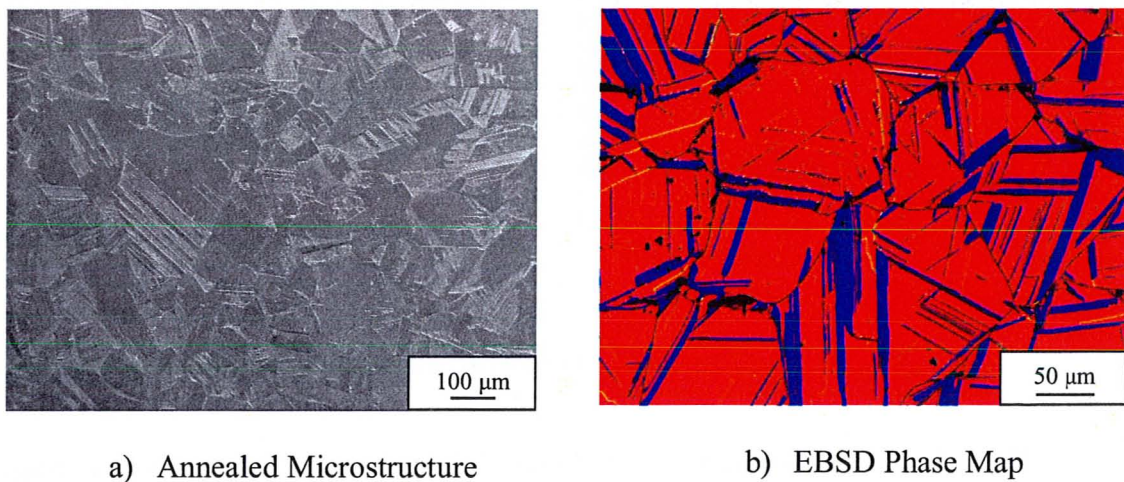 100 μm
50 μm
a) Annealed Microstructure
b) EBSD Phase Map